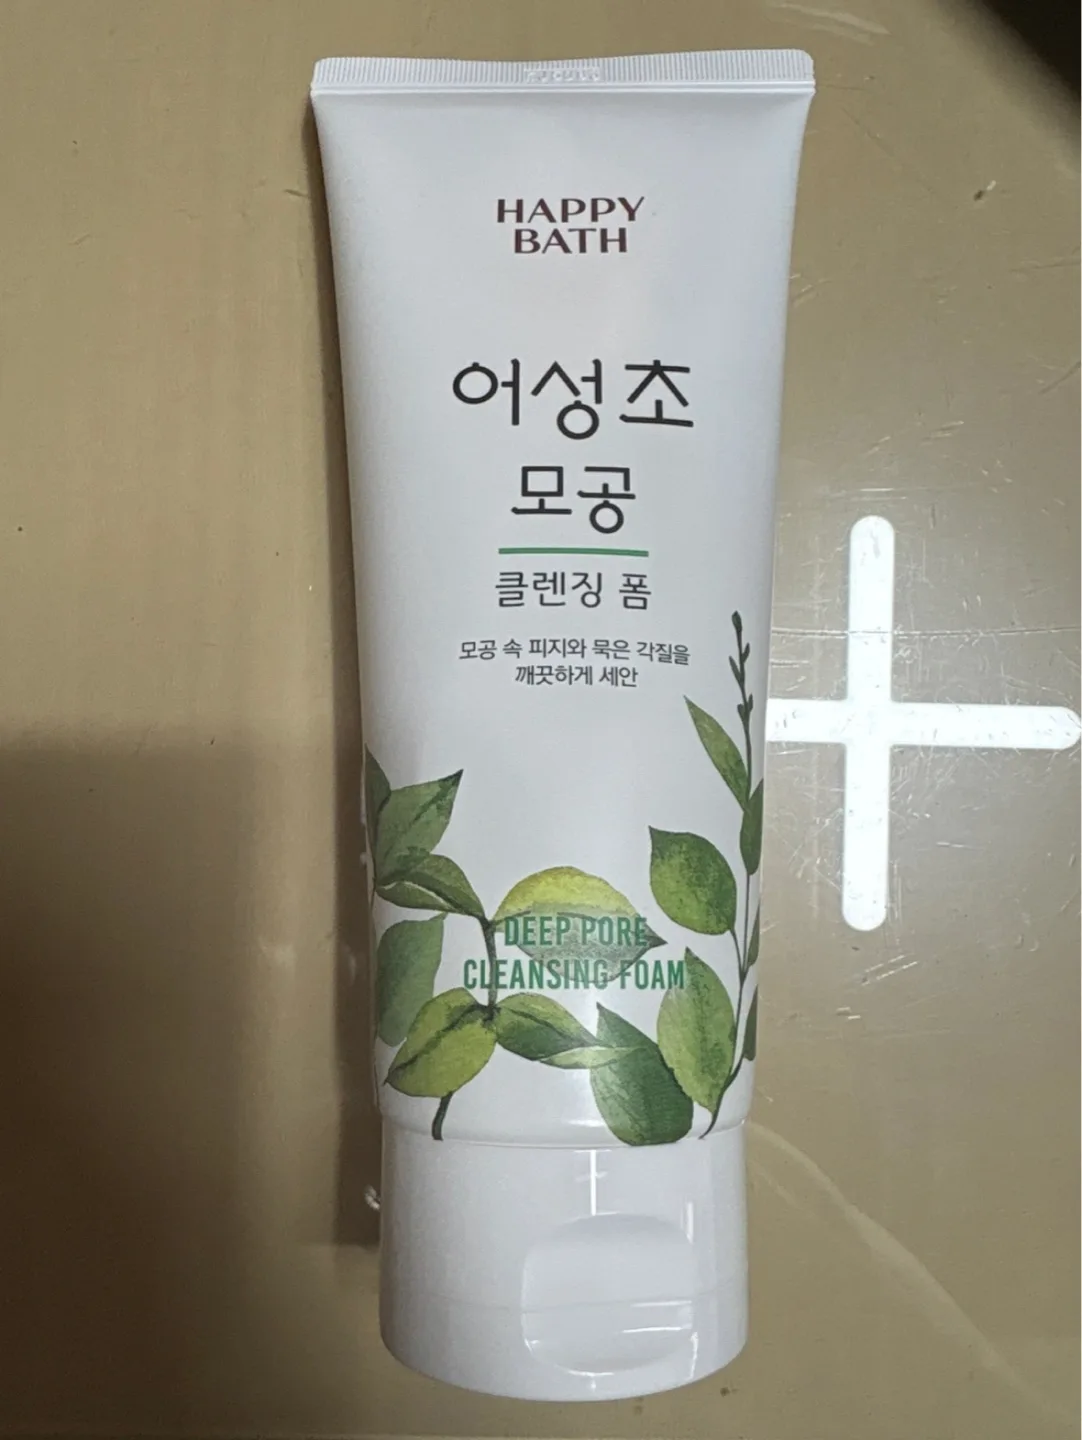 HAPPY
BATH
어성초
모공
클렌징 폼
모공 속 피지와 묵은 각질을
깨끗하게 세안
DEEP PORE
CLEANSING FOAM